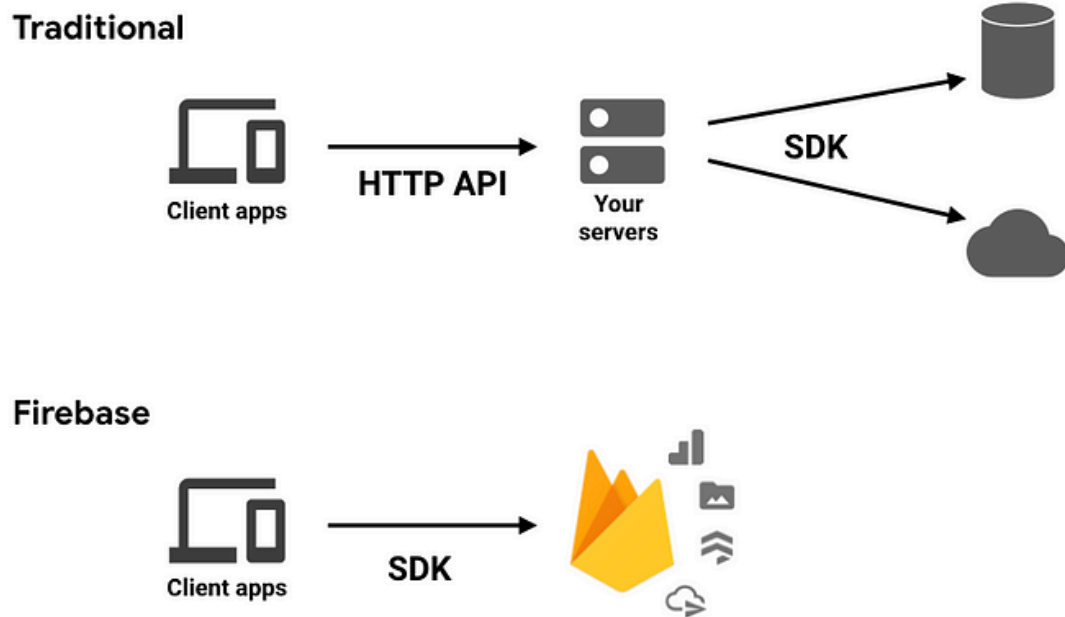 Traditional
SDK
HTTP API
Client apps
Your
servers
Firebase
SDK
Client apps